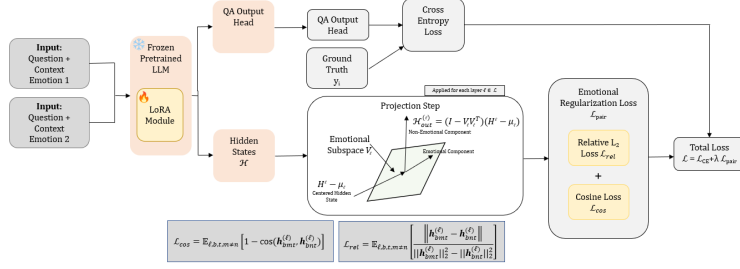 Input:
Question +
Context
Emotion 1
Input:
Question +
Context
Emotion 2
Frozen
Pretrained
LLM
LoRA
Module
QA Output
Head
Hidden
States
ℋ
QA Output
Head
Ground
Truth
yᵢ
Cross
Entropy
Loss
Applied for each layer ℓ ∈ ℒ
Projection Step
ℋ_out^(ℓ) = (I − VᵢVᵢᵀ)(Hᶜ − μᵢ)
Non-Emotional Component
Emotional
Subspace Vᵢ
Emotional Component
Hᶜ − μᵢ
Centered Hidden
State
Emotional
Regularization Loss
ℒ_pair
Relative L₂
Loss ℒ_rel
+
Cosine Loss
ℒ_cos
Total Loss
ℒ = ℒ_CE+λ ℒ_pair
ℒ_cos = 𝔼_ℓ,b,t,m≠n [1 − cos(h_bmt^(ℓ), h_bnt^(ℓ))]
ℒ_rel = 𝔼_ℓ,b,t,m≠n [ ‖h_bmt^(ℓ) − h_bnt^(ℓ)‖ / ||h_bmt^(ℓ)||₂² − ||h_bnt^(ℓ)||₂² ]